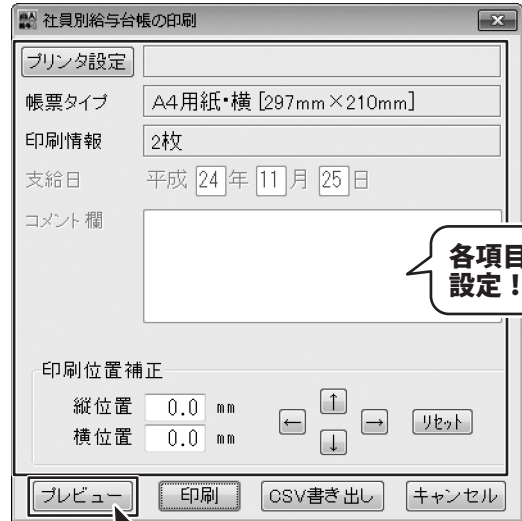 社員別給与台帳の印刷
プリンタ設定
帳票タイプ A4用紙・横 [297mm×210mm]
印刷情報 2枚
支給日 平成 24 年 11 月 25 日
コメント欄
各項目
設定！
印刷位置補正
縦位置 0.0 mm
横位置 0.0 mm
← ↑ ↓ → リセット
プレビュー 印刷 CSV書き出し キャンセル